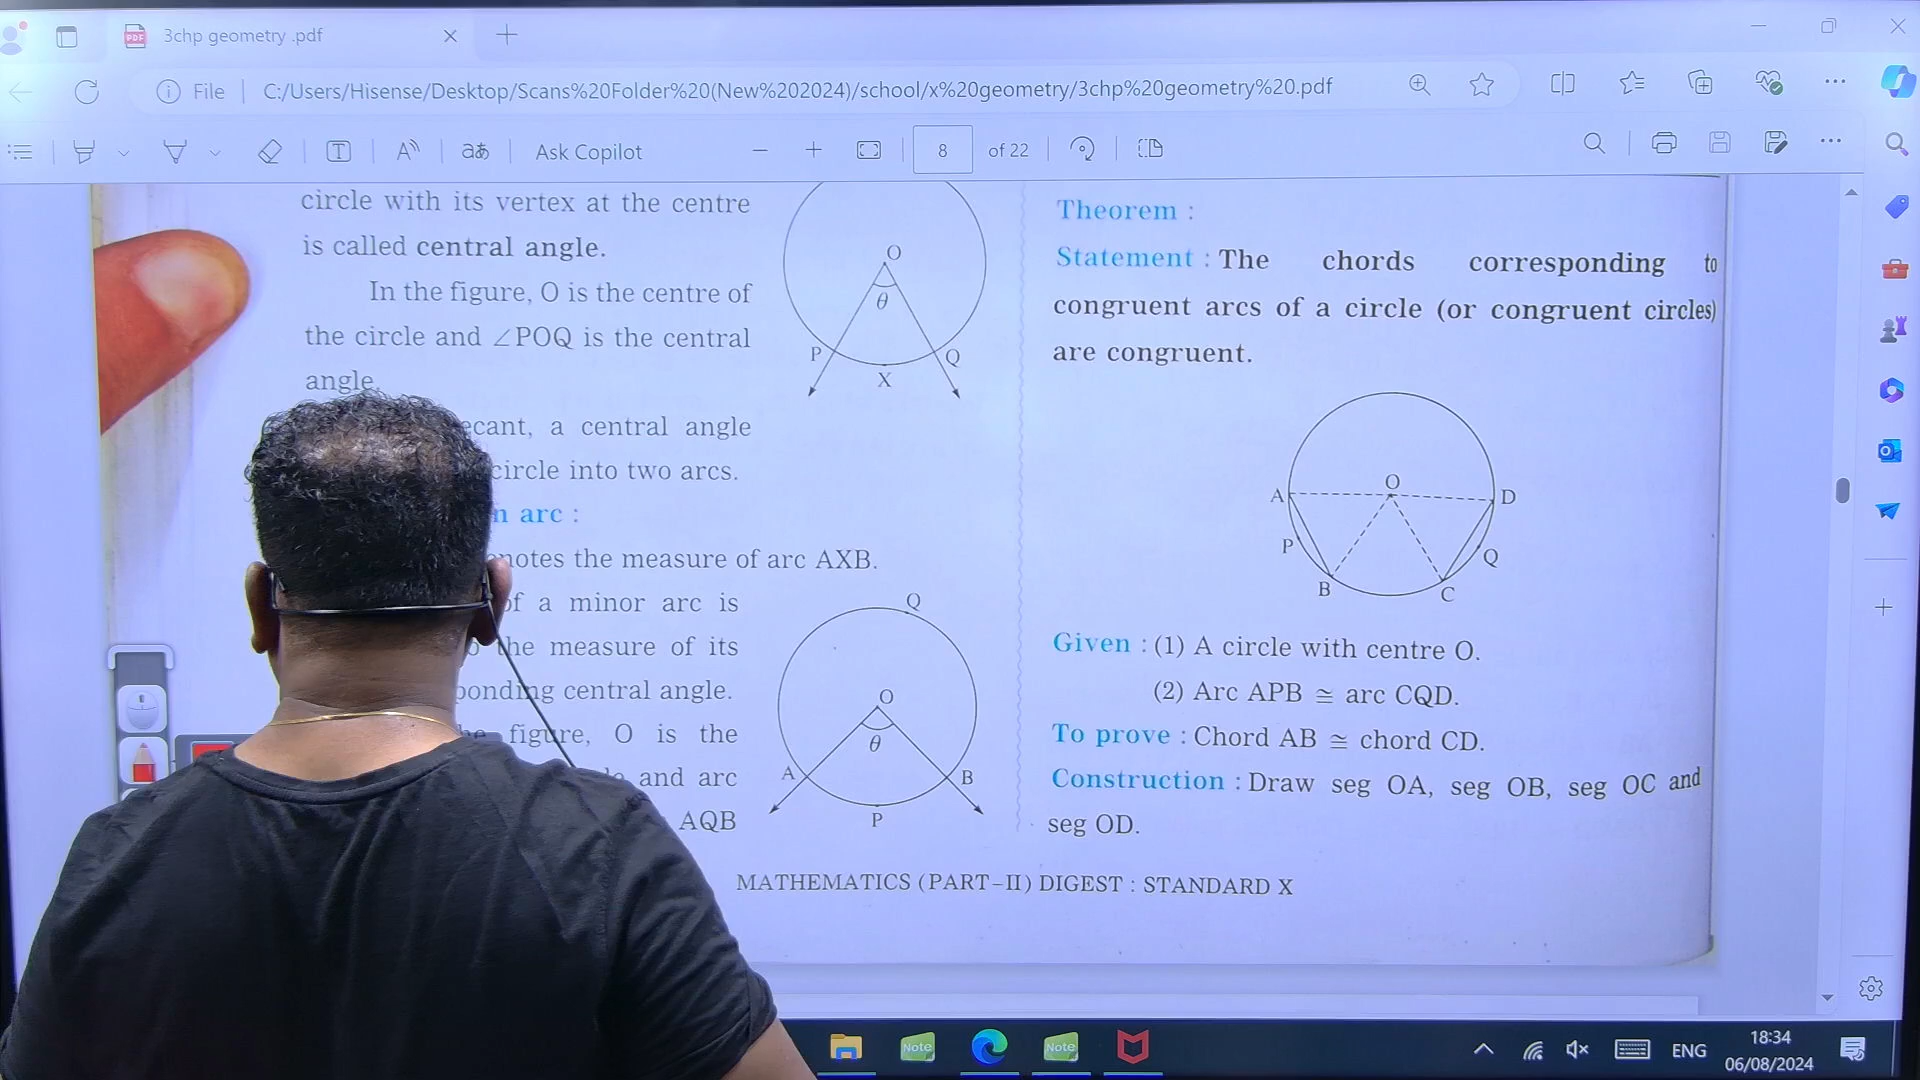 3chp geometry .pdf
File
C:/Users/Hisense/Desktop/Scans%20Folder%20(New%202024)/school/x%20geometry/3chp%20geometry%20.pdf
Ask Copilot
8
of 22
circle with its vertex at the centre
is called central angle.
In the figure, O is the centre of
the circle and ∠POQ is the central
angle.
a central angle
circle into two arcs.
arc :
the measure of arc AXB.
of a minor arc is
the measure of its
central angle.
figure, O is the
and arc
AQB
O
θ
P
Q
X
Q
O
θ
A
B
P
Theorem :
Statement : The chords corresponding to
congruent arcs of a circle (or congruent circles)
are congruent.
O
A
D
P
Q
B
C
Given : (1) A circle with centre O.
(2) Arc APB ≅ arc CQD.
To prove : Chord AB ≅ chord CD.
Construction : Draw seg OA, seg OB, seg OC and
seg OD.
MATHEMATICS (PART-II) DIGEST : STANDARD X
Note
Note
ENG
18:34
06/08/2024